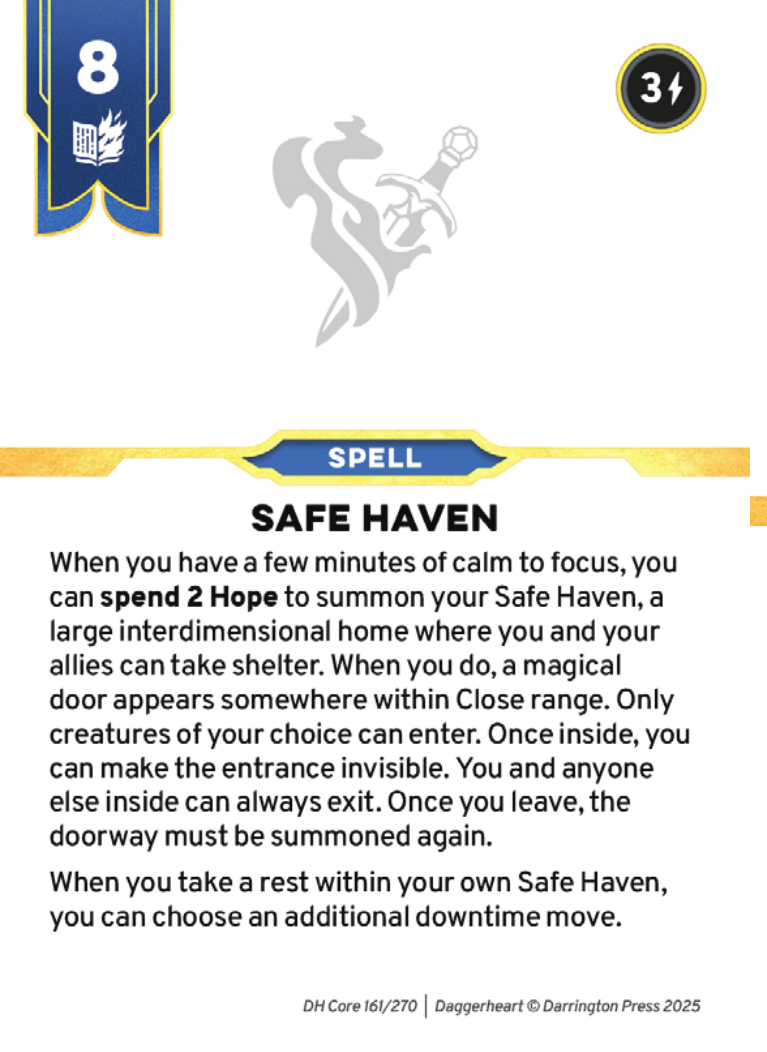 8
3
SPELL
SAFE HAVEN
When you have a few minutes of calm to focus, you
can spend 2 Hope to summon your Safe Haven, a
large interdimensional home where you and your
allies can take shelter. When you do, a magical
door appears somewhere within Close range. Only
creatures of your choice can enter. Once inside, you
can make the entrance invisible. You and anyone
else inside can always exit. Once you leave, the
doorway must be summoned again.
When you take a rest within your own Safe Haven,
you can choose an additional downtime move.
DH Core 161/270 | Daggerheart © Darrington Press 2025